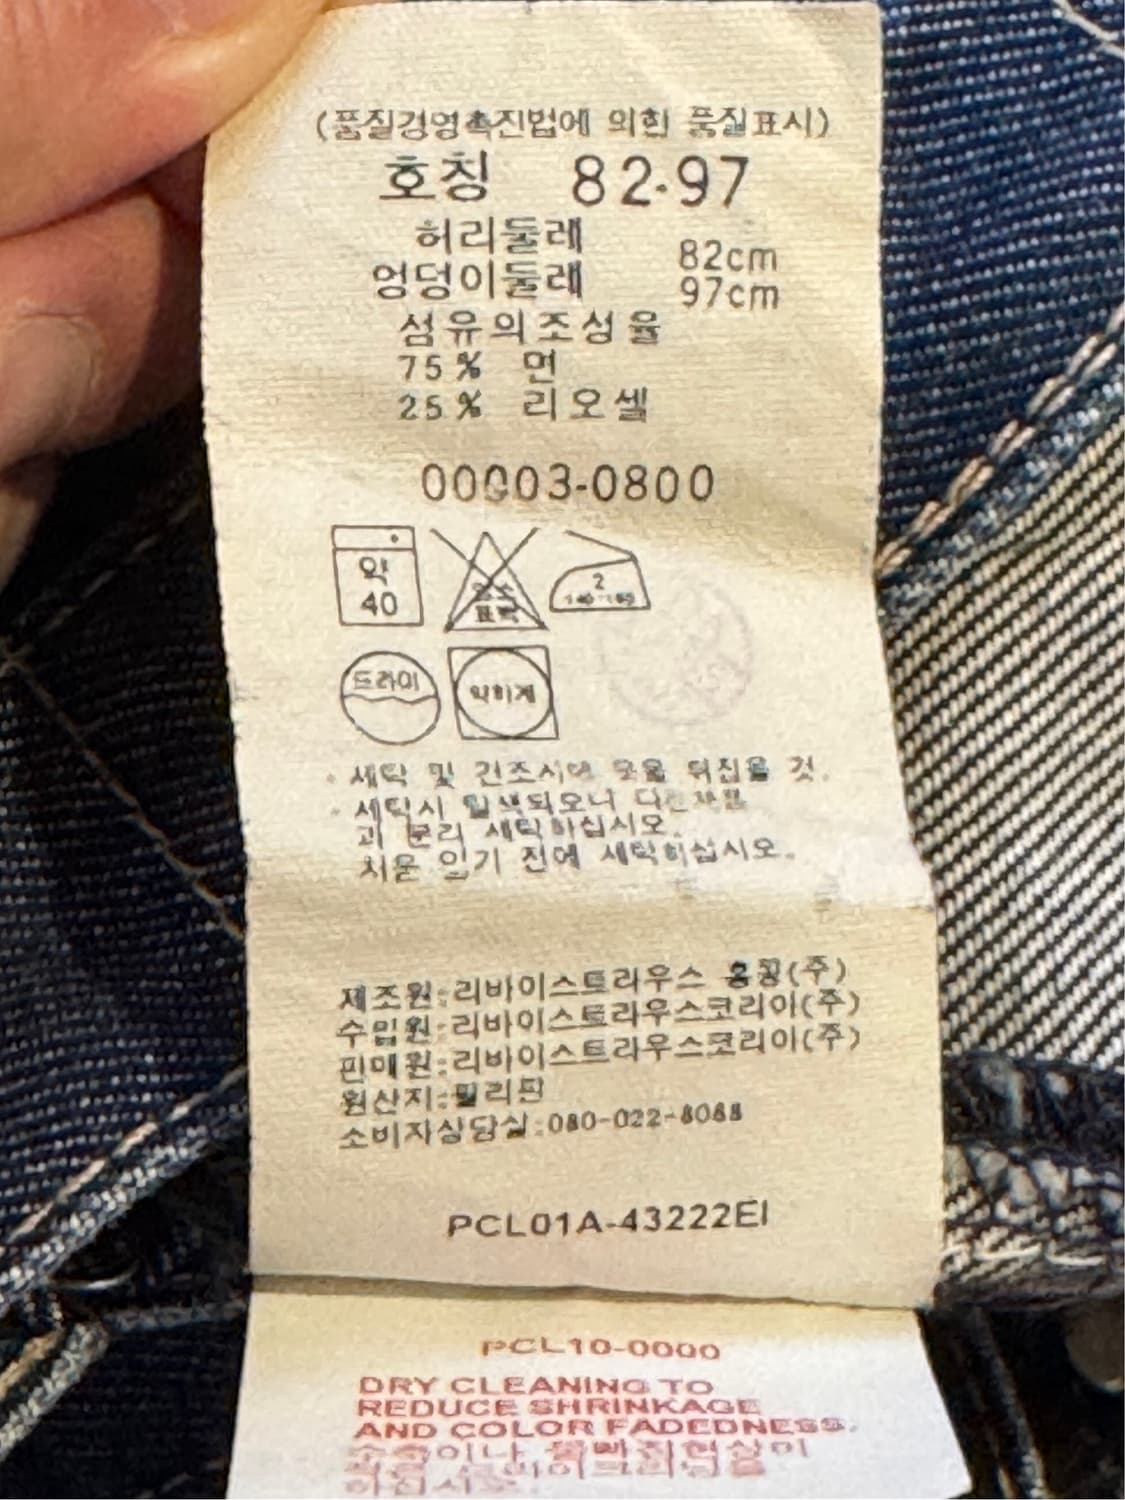 (품질경영촉진법에 의한 품질표시)
호칭 82-97
허리둘레 82cm
엉덩이둘레 97cm
섬유의조성율
75% 면
25% 리오셀
00003-0800
약
40
염소
표백
2
드라이
약하게
· 세탁 및 건조시에 옷을 뒤집을 것.
· 세탁시 탈색되오니 다른제품
과 분리 세탁하십시오.
처음 입기 전에 세탁하십시오.
제조원:리바이스트라우스 홍콩(주)
수입원:리바이스트라우스코리아(주)
판매원:리바이스트라우스코리아(주)
원산지:필리핀
소비자상담실:080-022-8088
PCL01A-43222EI
PCL10-0000
DRY CLEANING TO
REDUCE SHRINKAGE
AND COLOR FADEDNESS.